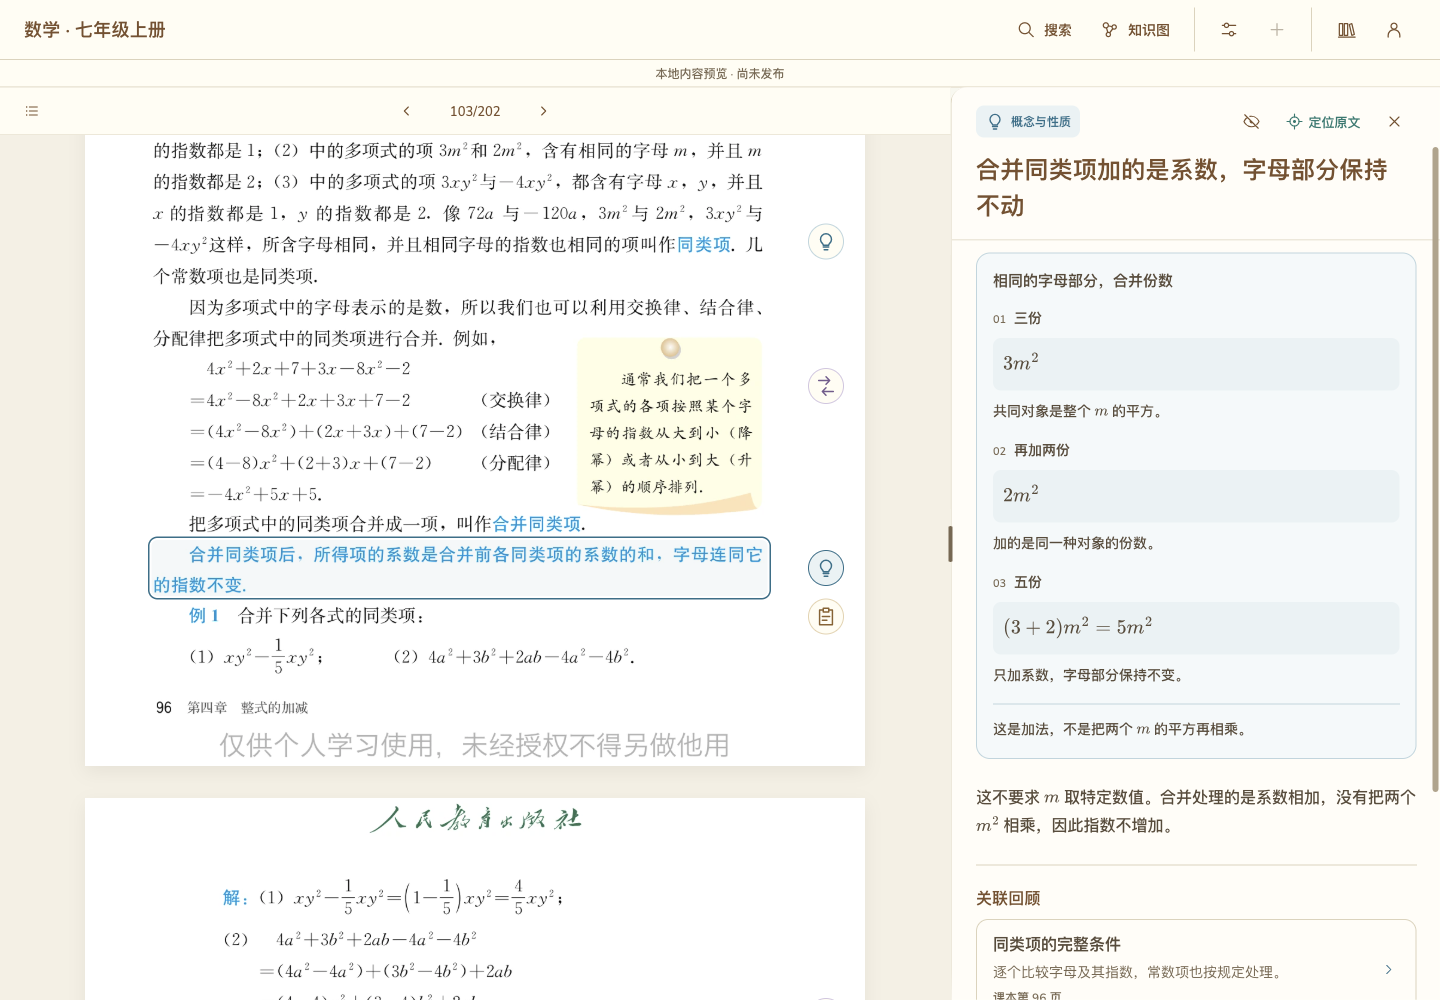 数学 · 七年级上册
搜索
知识图
本地内容预览 · 尚未发布
103/202
的指数都是 1；（2）中的多项式的项 3m²和 2m²，含有相同的字母 m，并且 m
的指数都是 2；（3）中的多项式的项 3xy²与－4xy²，都含有字母 x，y，并且
x 的指数都是 1，y 的指数都是 2．像 72a 与－120a，3m²与 2m²，3xy²与
－4xy²这样，所含字母相同，并且相同字母的指数也相同的项叫作同类项．几
个常数项也是同类项．
因为多项式中的字母表示的是数，所以我们也可以利用交换律、结合律、
分配律把多项式中的同类项进行合并．例如，
4x²+2x+7+3x−8x²−2
=4x²−8x²+2x+3x+7−2 （交换律）
=(4x²−8x²)+(2x+3x)+(7−2) （结合律）
=(4−8)x²+(2+3)x+(7−2) （分配律）
=−4x²+5x+5.
通常我们把一个多
项式的各项按照某个字
母的指数从大到小（降
幂）或者从小到大（升
幂）的顺序排列．
把多项式中的同类项合并成一项，叫作合并同类项．
合并同类项后，所得项的系数是合并前各同类项的系数的和，字母连同它
的指数不变．
例 1 合并下列各式的同类项：
（1）xy²−1/5xy²； （2）4a²+3b²+2ab−4a²−4b²．
96 第四章 整式的加减
仅供个人学习使用，未经授权不得另做他用
人民教育出版社
解：（1）xy²−1/5xy²=(1−1/5)xy²=4/5xy²；
（2） 4a²+3b²+2ab−4a²−4b²
=(4a²−4a²)+(3b²−4b²)+2ab
概念与性质
定位原文
合并同类项加的是系数，字母部分保持
不动
相同的字母部分，合并份数
01 三份
3m²
共同对象是整个 m 的平方。
02 再加两份
2m²
加的是同一种对象的份数。
03 五份
(3 + 2)m² = 5m²
只加系数，字母部分保持不变。
这是加法，不是把两个 m 的平方再相乘。
这不要求 m 取特定数值。合并处理的是系数相加，没有把两个
m² 相乘，因此指数不增加。
关联回顾
同类项的完整条件
逐个比较字母及其指数，常数项也按规定处理。
课本第 96 页